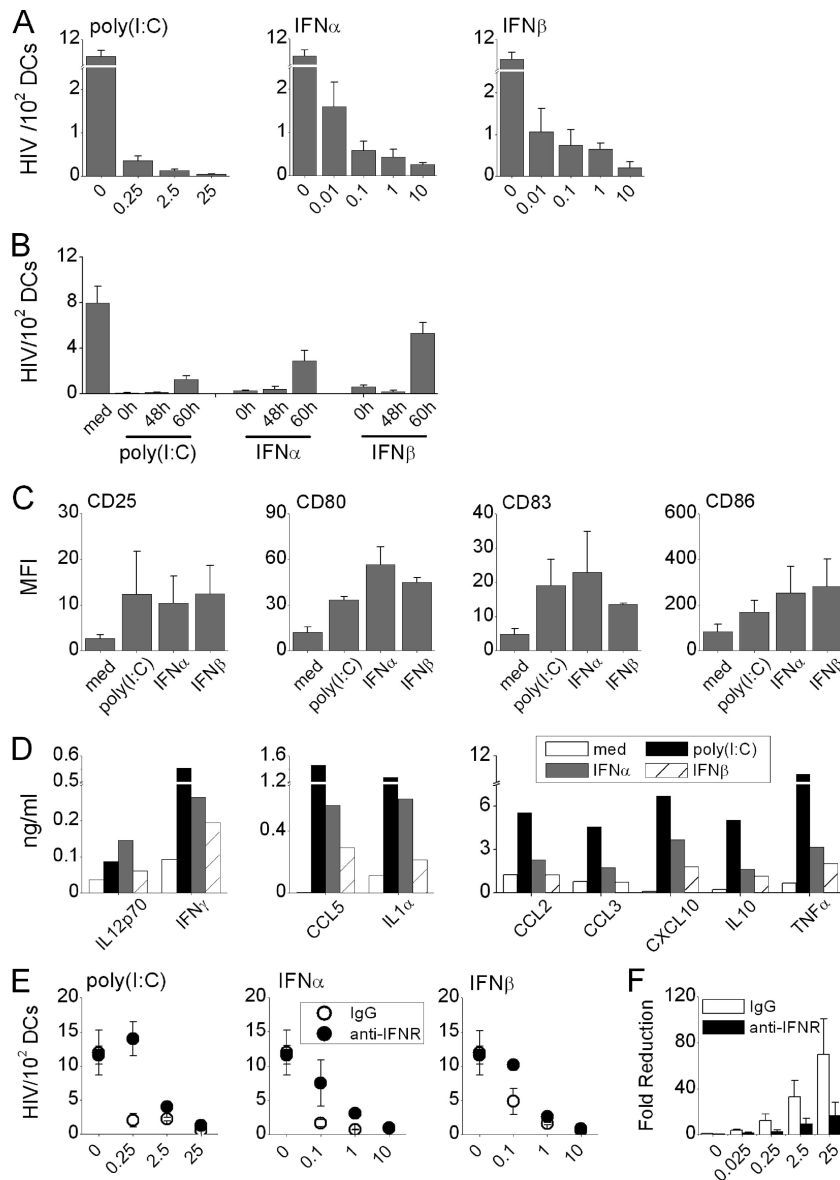 A
poly(I:C)
IFNα
IFNβ
HIV /10² DCs
12
2
1
0
12
2
1
0
12
2
1
0
0
0.25
2.5
25
0
0.01
0.1
1
10
0
0.01
0.1
1
10
B
HIV/10² DCs
12
8
4
0
med
0h
48h
60h
0h
48h
60h
0h
48h
60h
poly(I:C)
IFNα
IFNβ
C
CD25
CD80
CD83
CD86
MFI
30
20
10
0
90
60
30
0
40
30
20
10
0
600
400
200
0
med
poly(I:C)
IFNα
IFNβ
med
poly(I:C)
IFNα
IFNβ
med
poly(I:C)
IFNα
IFNβ
med
poly(I:C)
IFNα
IFNβ
D
ng/ml
0.6
0.5
0.2
0.1
0
1.6
1.2
0.4
0
12
6
3
0
med
poly(I:C)
IFNα
IFNβ
IL12p70
IFNγ
CCL5
IL1α
CCL2
CCL3
CXCL10
IL10
TNFα
E
poly(I:C)
IFNα
IFNβ
HIV/10² DCs
20
15
10
5
0
20
15
10
5
0
20
15
10
5
0
IgG
anti-IFNR
0
0.25
2.5
25
0
0.1
1
10
0
0.1
1
10
F
Fold Reduction
120
80
40
0
IgG
anti-IFNR
0
0.025
0.25
2.5
25